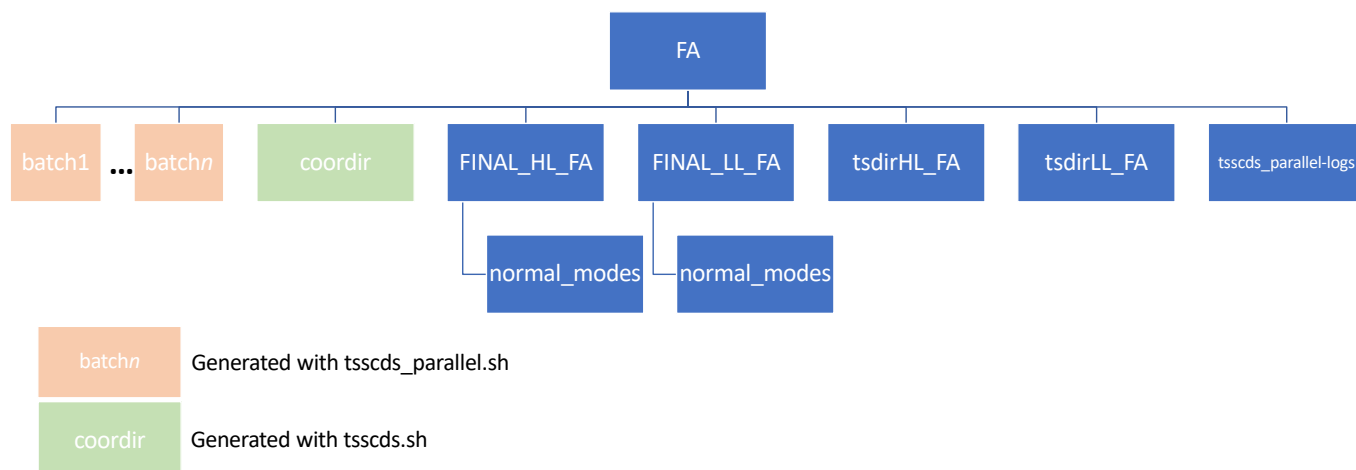 FA
batch1 ... batchn coordir FINAL_HL_FA FINAL_LL_FA tsdirHL_FA tsdirLL_FA tsscds_parallel-logs
normal_modes normal_modes
batchn Generated with tsscds_parallel.sh
coordir Generated with tsscds.sh